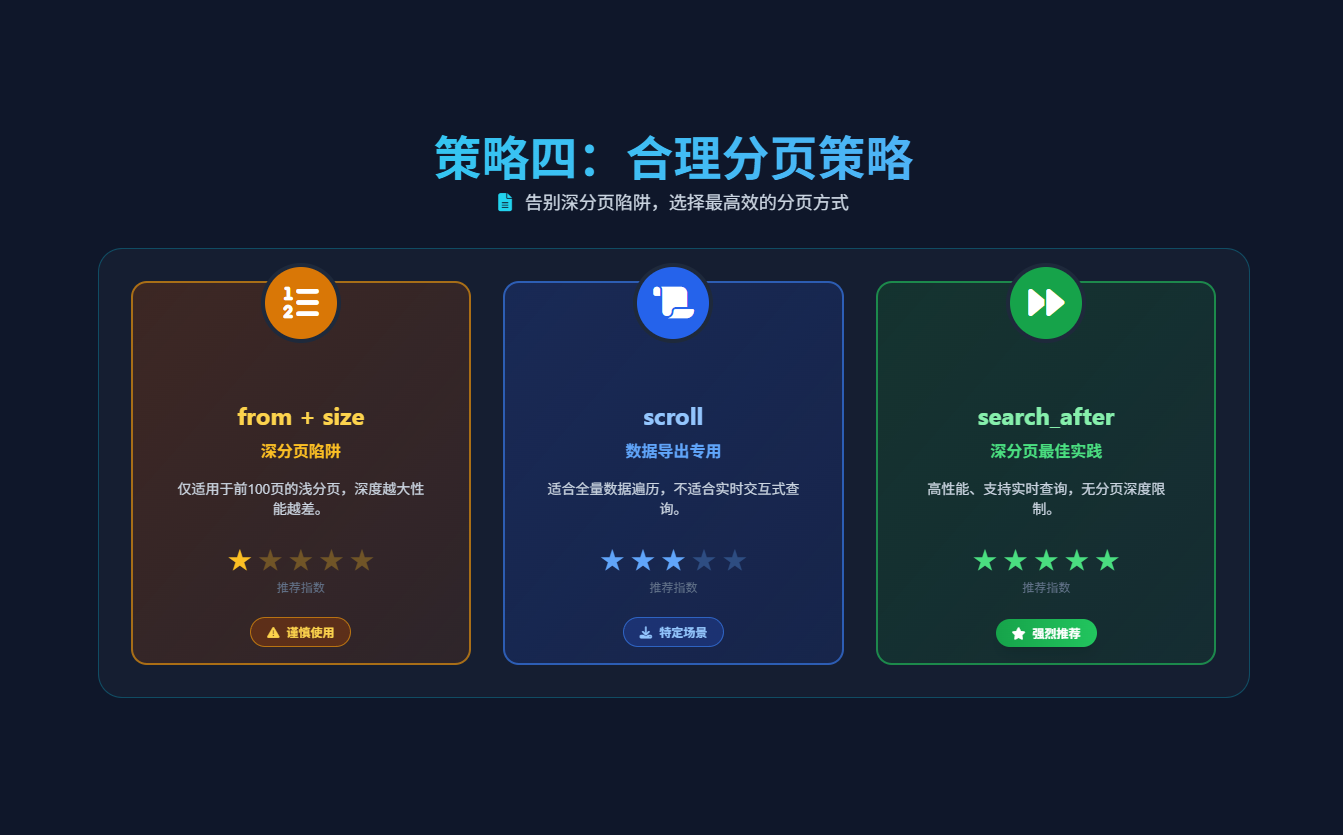 策略四：合理分页策略
告别深分页陷阱，选择最高效的分页方式
from + size
深分页陷阱
仅适用于前100页的浅分页，深度越大性
能越差。
推荐指数
谨慎使用
scroll
数据导出专用
适合全量数据遍历，不适合实时交互式查
询。
推荐指数
特定场景
search_after
深分页最佳实践
高性能、支持实时查询，无分页深度限
制。
推荐指数
强烈推荐